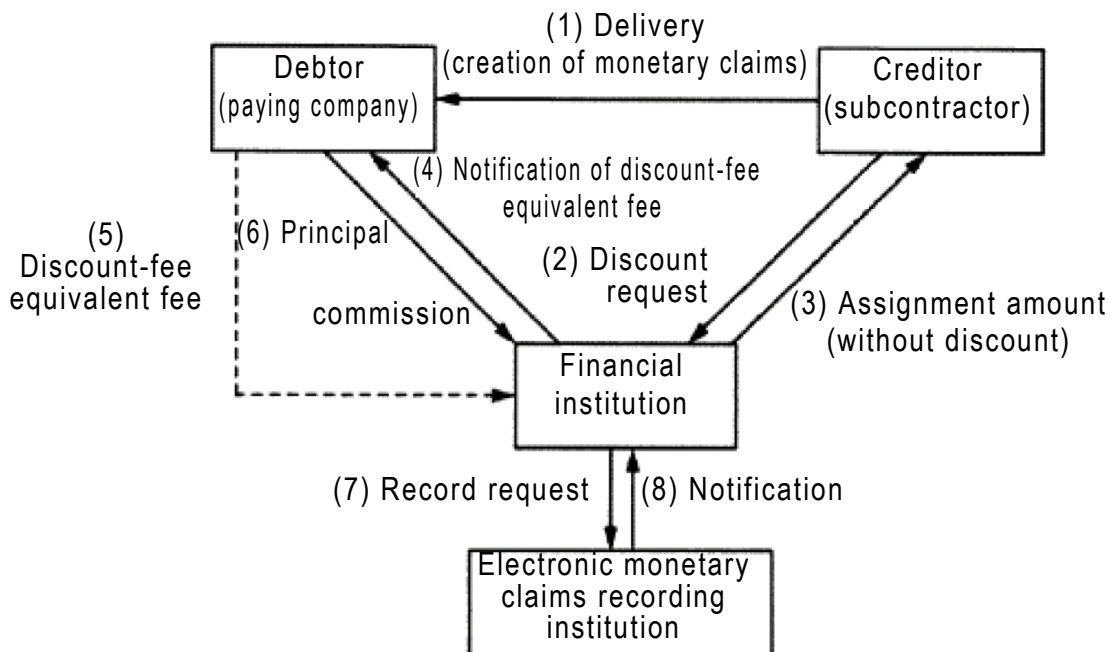 (1) Delivery
(creation of monetary claims)
Debtor
(paying company)
Creditor
(subcontractor)
(4) Notification of discount-fee
equivalent fee
(5)
Discount-fee
equivalent fee
(6) Principal
commission
(2) Discount
request
(3) Assignment amount
(without discount)
Financial
institution
(7) Record request
(8) Notification
Electronic monetary
claims recording
institution